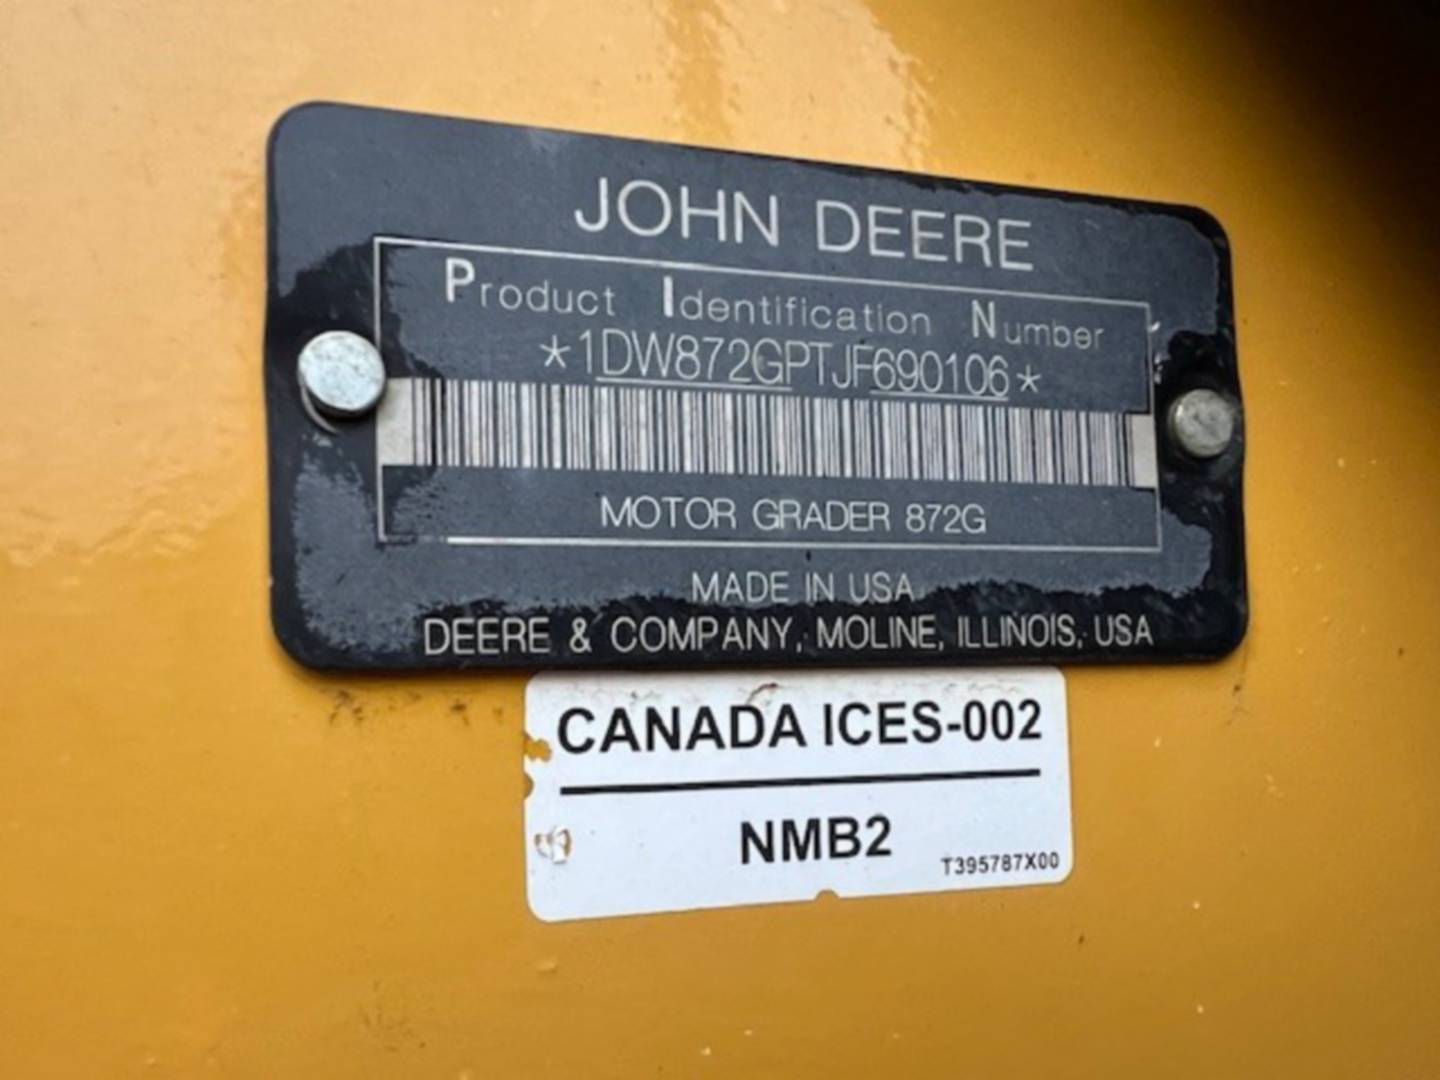 JOHN DEERE
Product Identification Number
*1DW872GPTJF690106*
MOTOR GRADER 872G
MADE IN USA
DEERE & COMPANY, MOLINE, ILLINOIS, USA
CANADA ICES-002
NMB2
T395787X00